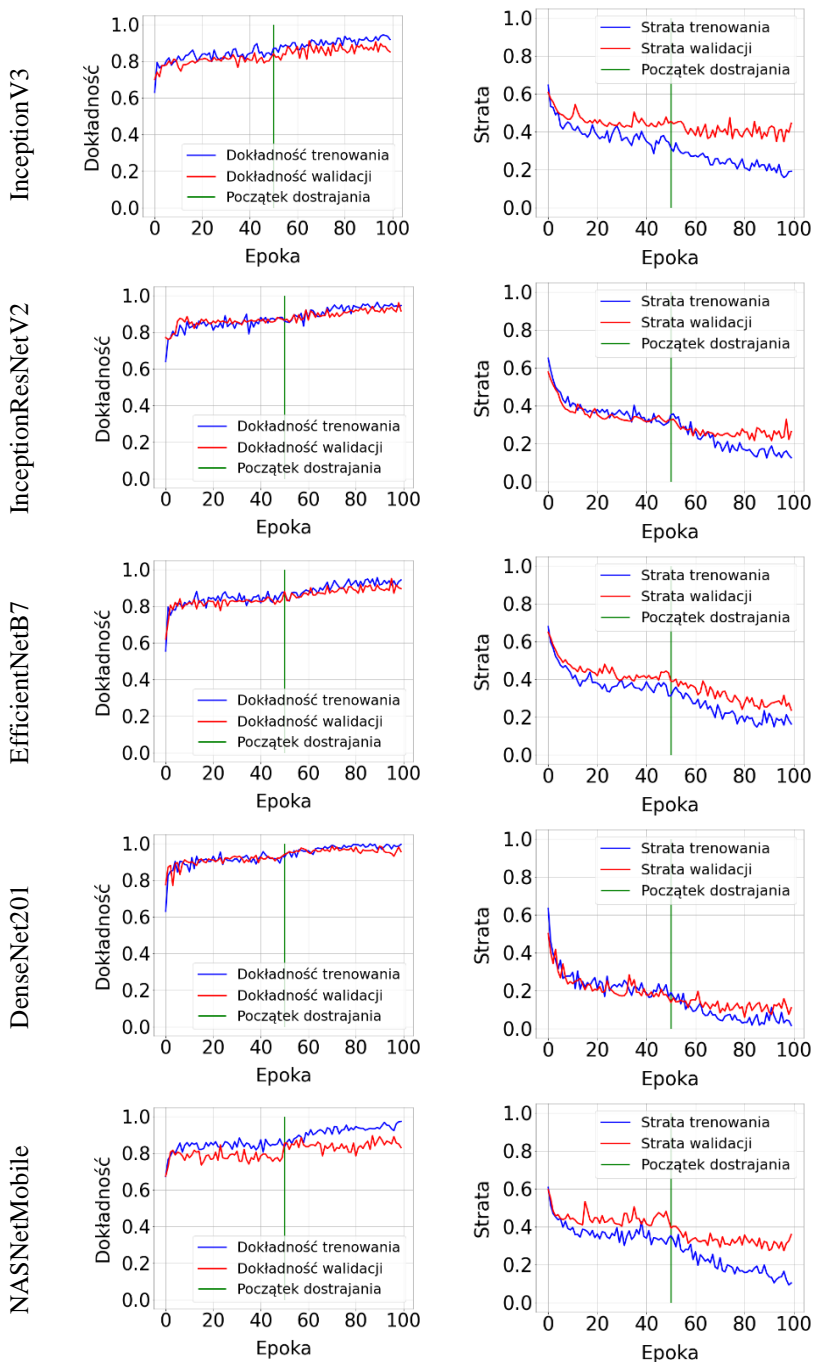 InceptionV3
Dokładność
1.0
0.8
0.6
0.4
0.2
0.0
Dokładność trenowania
Dokładność walidacji
Początek dostrajania
0 20 40 60 80 100
Epoka
Strata
1.0
0.8
0.6
0.4
0.2
0.0
Strata trenowania
Strata walidacji
Początek dostrajania
0 20 40 60 80 100
Epoka
InceptionResNetV2
Dokładność
1.0
0.8
0.6
0.4
0.2
0.0
Dokładność trenowania
Dokładność walidacji
Początek dostrajania
0 20 40 60 80 100
Epoka
Strata
1.0
0.8
0.6
0.4
0.2
0.0
Strata trenowania
Strata walidacji
Początek dostrajania
0 20 40 60 80 100
Epoka
EfficientNetB7
Dokładność
1.0
0.8
0.6
0.4
0.2
0.0
Dokładność trenowania
Dokładność walidacji
Początek dostrajania
0 20 40 60 80 100
Epoka
Strata
1.0
0.8
0.6
0.4
0.2
0.0
Strata trenowania
Strata walidacji
Początek dostrajania
0 20 40 60 80 100
Epoka
DenseNet201
Dokładność
1.0
0.8
0.6
0.4
0.2
0.0
Dokładność trenowania
Dokładność walidacji
Początek dostrajania
0 20 40 60 80 100
Epoka
Strata
1.0
0.8
0.6
0.4
0.2
0.0
Strata trenowania
Strata walidacji
Początek dostrajania
0 20 40 60 80 100
Epoka
NASNetMobile
Dokładność
1.0
0.8
0.6
0.4
0.2
0.0
Dokładność trenowania
Dokładność walidacji
Początek dostrajania
0 20 40 60 80 100
Epoka
Strata
1.0
0.8
0.6
0.4
0.2
0.0
Strata trenowania
Strata walidacji
Początek dostrajania
0 20 40 60 80 100
Epoka